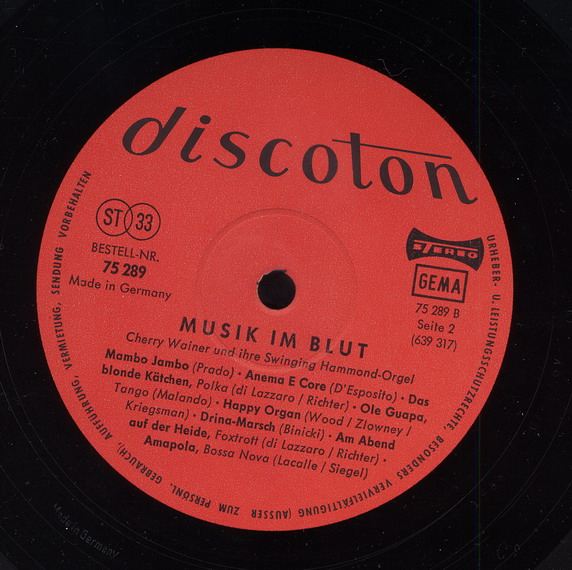 discoton
ST 33
BESTELL-NR.
75 289
Made in Germany
STEREO
GEMA
75 289 B
Seite 2
(639 317)
MUSIK IM BLUT
Cherry Wainer und ihre Swinging Hammond-Orgel
Mambo Jambo (Prado) · Anema E Core (D'Esposito) · Das
blonde Kätchen, Polka (di Lazzaro / Richter) · Ole Guapa,
Tango (Malando) · Happy Organ (Wood / Zlowney /
Kriegsman) · Drina-Marsch (Binicki) · Am Abend
auf der Heide, Foxtrott (di Lazzaro / Richter) ·
Amapola, Bossa Nova (Lacalle / Siegel)
URHEBER- U. LEISTUNGSSCHUTZRECHTE, BESONDERS VERVIELFÄLTIGUNG (AUSSER ZUM PERSÖNL. GEBRAUCH), AUFFÜHRUNG, VERMIETUNG, SENDUNG VORBEHALTEN
Made in Germany